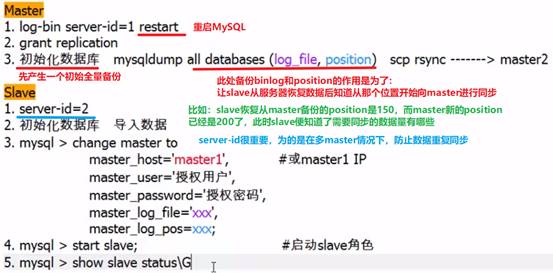 Master
1. log-bin server-id=1 restart 重启MySQL
2. grant replication
3. 初始化数据库 mysqldump all databases (log_file, position) scp rsync -------> master2
先产生一个初始全量备份
此处备份binlog和position的作用是为了:
让slave从服务器恢复数据后知道从那个位置开始向master进行同步
Slave
1. server-id=2
比如:slave恢复从master备份的position是150,而master新的position
已经是200了,此时slave便知道了需要同步的数据量有哪些
2. 初始化数据库 导入数据
server-id很重要,为的是在多master情况下,防止数据重复同步
3. mysql > change master to
master_host='master1', #或master1 IP
master_user='授权用户',
master_password='授权密码',
master_log_file='xxx',
master_log_pos=xxx;
4. mysql > start slave; #启动slave角色
5. mysql > show slave status\G